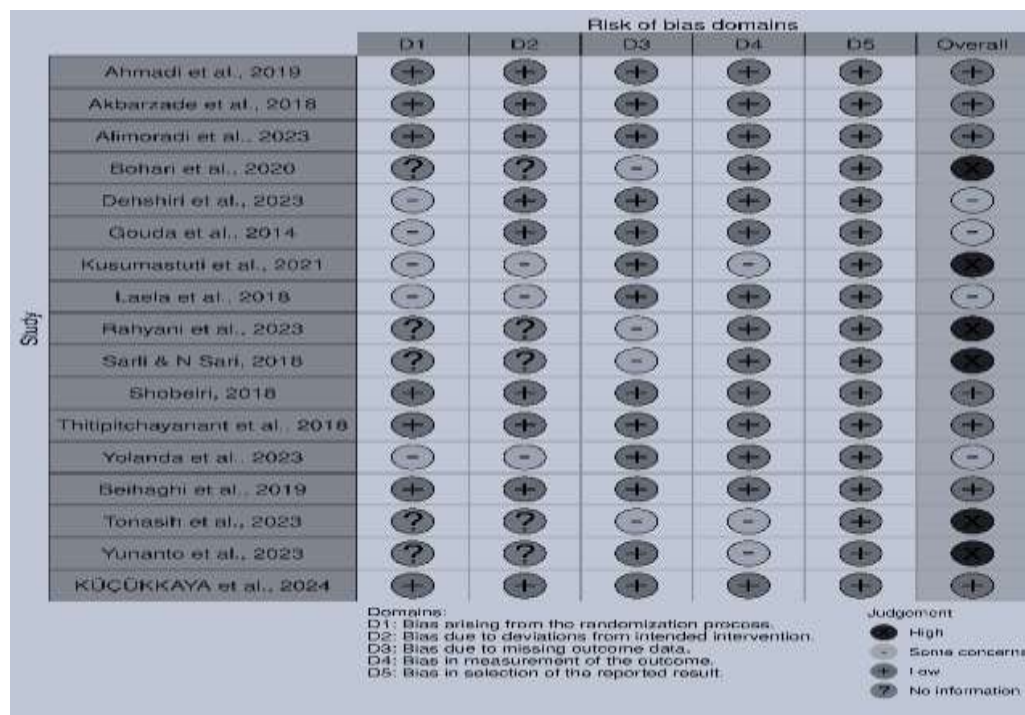 Risk of bias domains
D1 D2 D3 D4 D5 Overall
Study
Ahmadi et al., 2019 + + + + + +
Akbarzade et al., 2018 + + + + + +
Alimoradi et al., 2023 + + + + + +
Bohari et al., 2020 ? ? - + + X
Dehshiri et al., 2023 - + + + + -
Gouda et al., 2014 - + + + + -
Kusumastuti et al., 2021 - - + - + X
Laela et al., 2018 - - + + + -
Rahyani et al., 2023 ? ? - + + X
Sarli & N Sari, 2018 ? ? - + + X
Shobeiri, 2018 + + + + + +
Thitipitchayanant et al., 2018 + + + + + +
Yolanda et al., 2023 - - + + + -
Beihaghi et al., 2019 + + + + + +
Tonasih et al., 2023 ? ? - - + X
Yunanto et al., 2023 ? ? + - + X
KÜÇÜKKAYA et al., 2024 + + + + + +
Domains:
D1: Bias arising from the randomization process.
D2: Bias due to deviations from intended intervention.
D3: Bias due to missing outcome data.
D4: Bias in measurement of the outcome.
D5: Bias in selection of the reported result.
Judgement
X High
- Some concerns
+ Low
? No information